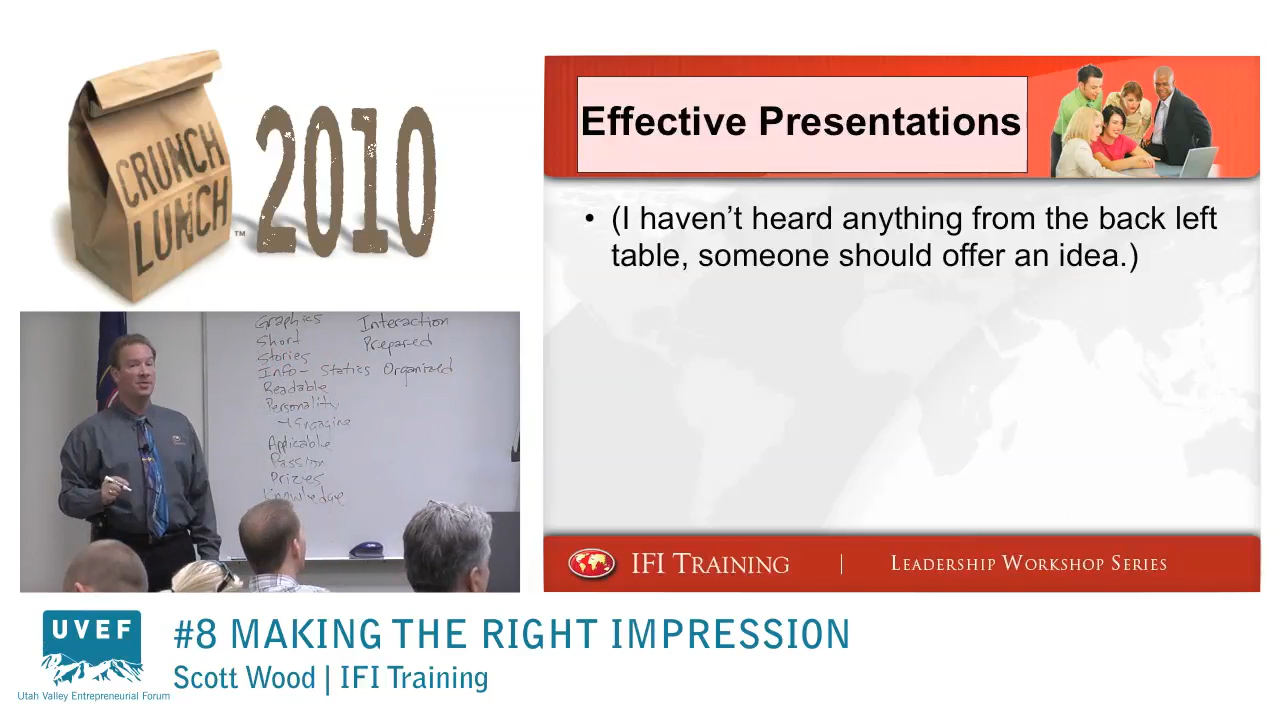 CRUNCH
LUNCH
™
2010
Effective Presentations
• (I haven’t heard anything from the back left
table, someone should offer an idea.)
Graphics Interaction
Short Prepared
Stories
Info- Statics Organized
Readable
Personality
→Engaging
Applicable
Passion
Prizes
Knowledge
IFI TRAINING | LEADERSHIP WORKSHOP SERIES
UVEF
Utah Valley Entrepreneurial Forum
#8 MAKING THE RIGHT IMPRESSION
Scott Wood | IFI Training